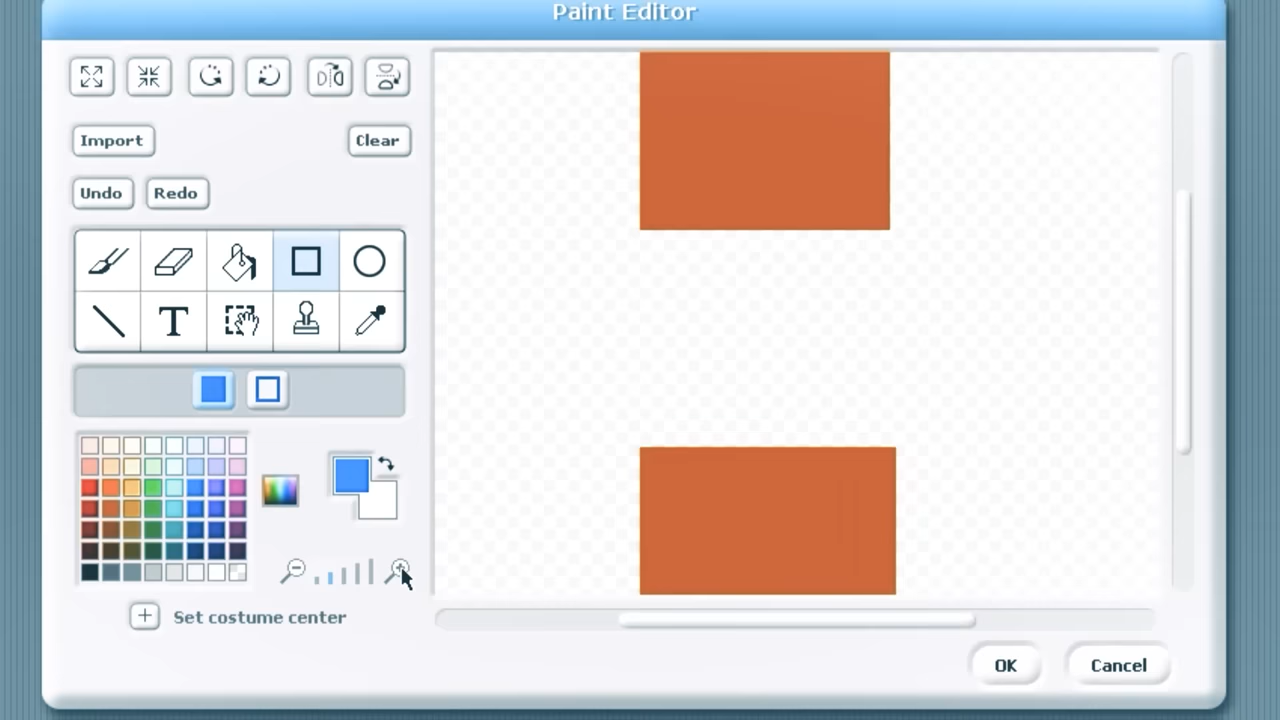 Paint Editor
Import
Clear
Undo
Redo
T
Set costume center
OK
Cancel